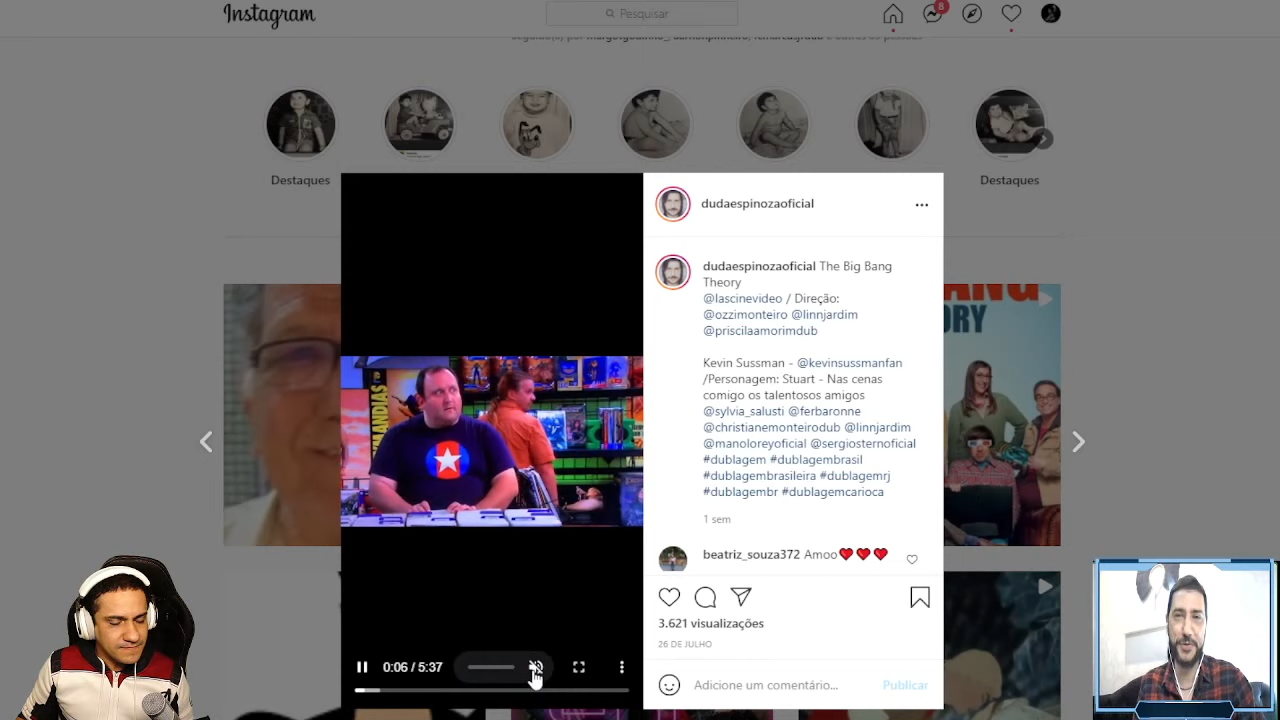 Instagram
Pesquisar
8
Destaques
Destaques
dudaespinozaoficial
dudaespinozaoficial The Big Bang
Theory
@lascinevideo / Direção:
@ozzimonteiro @linnjardim
@priscilaamorimdub
Kevin Sussman - @kevinsussmanfan
/Personagem: Stuart - Nas cenas
comigo os talentosos amigos
@sylvia_salusti @ferbaronne
@christianemonteirodub @linnjardim
@manoloreyoficial @sergiosternoficial
#dublagem #dublagembrasil
#dublagembrasileira #dublagemrj
#dublagembr #dublagemcarioca
1 sem
beatriz_souza372 Amoo
3.621 visualizações
26 DE JULHO
Adicione um comentário...
Publicar
0:06 / 5:37